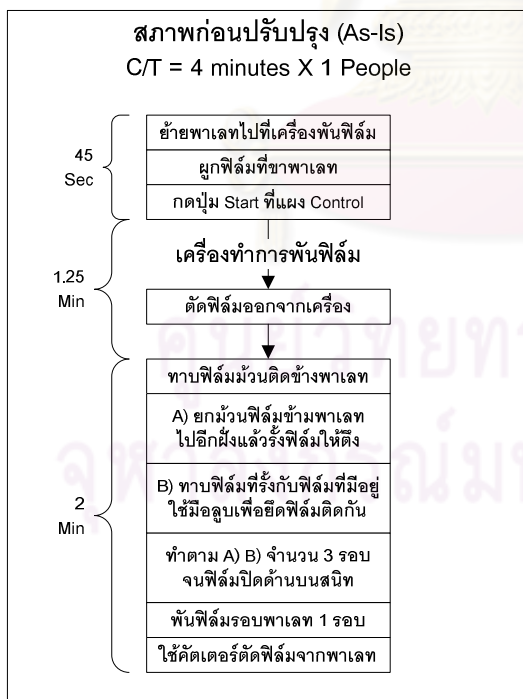 สภาพก่อนปรับปรุง (As-Is)
C/T = 4 minutes X 1 People
45
Sec
ย้ายพาเลทไปที่เครื่องพันฟิล์ม
ผูกฟิล์มที่ขาพาเลท
กดปุ่ม Start ที่แผง Control
1.25
Min
เครื่องทำการพันฟิล์ม
ตัดฟิล์มออกจากเครื่อง
2
Min
ทาบฟิล์มม้วนติดข้างพาเลท
A) ยกม้วนฟิล์มข้ามพาเลท
ไปอีกฝั่งแล้วรั้งฟิล์มให้ตึง
B) ทาบฟิล์มที่รั้งกับฟิล์มที่มีอยู่
ใช้มือลูบเพื่อยึดฟิล์มติดกัน
ทำตาม A) B) จำนวน 3 รอบ
จนฟิล์มปิดด้านบนสนิท
พันฟิล์มรอบพาเลท 1 รอบ
ใช้คัตเตอร์ตัดฟิล์มจากพาเลท